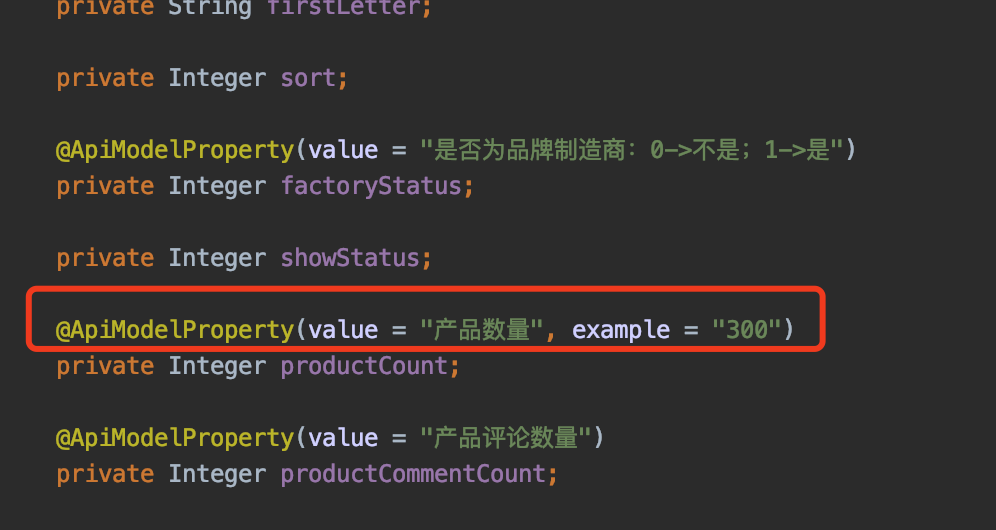 private String firstLetter;
private Integer sort;
@ApiModelProperty(value = "是否为品牌制造商：0->不是；1->是")
private Integer factoryStatus;
private Integer showStatus;
@ApiModelProperty(value = "产品数量", example = "300")
private Integer productCount;
@ApiModelProperty(value = "产品评论数量")
private Integer productCommentCount;